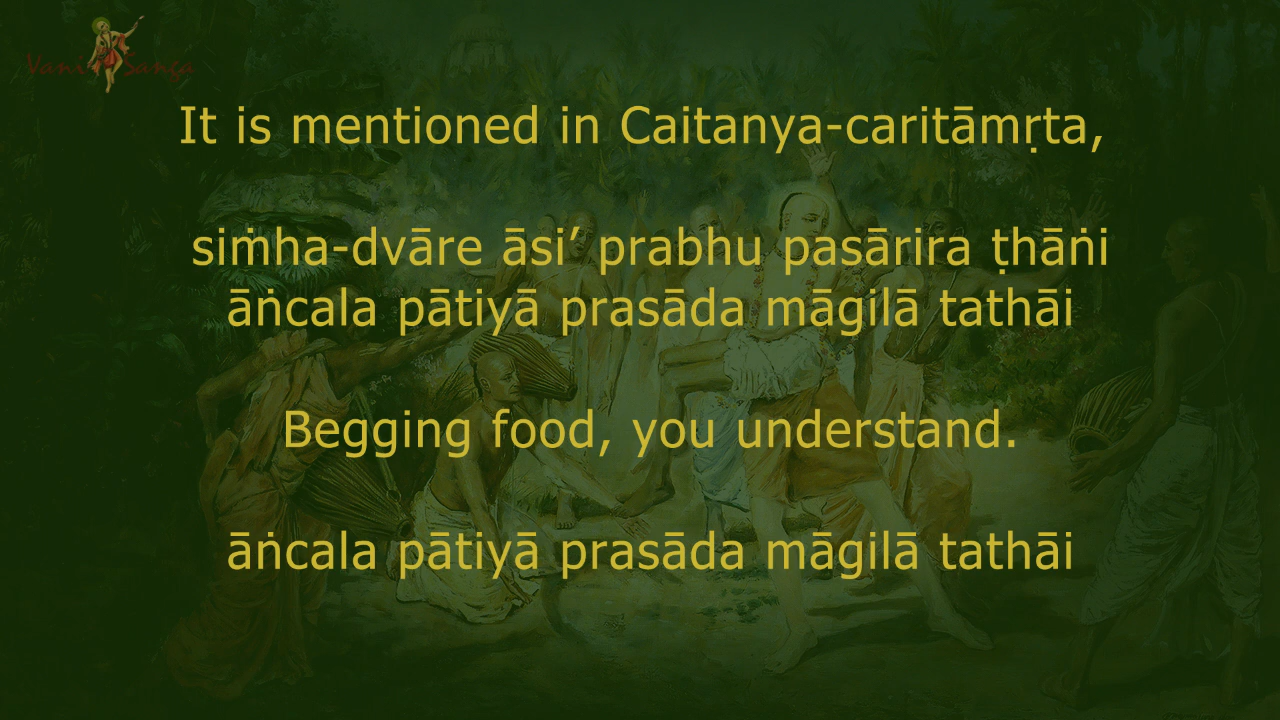 Vani Sanga
It is mentioned in Caitanya-caritāmṛta,
siṁha-dvāre āsi’ prabhu pasārira ṭhāṅi
āṅcala pātiyā prasāda māgilā tathāi
Begging food, you understand.
āṅcala pātiyā prasāda māgilā tathāi